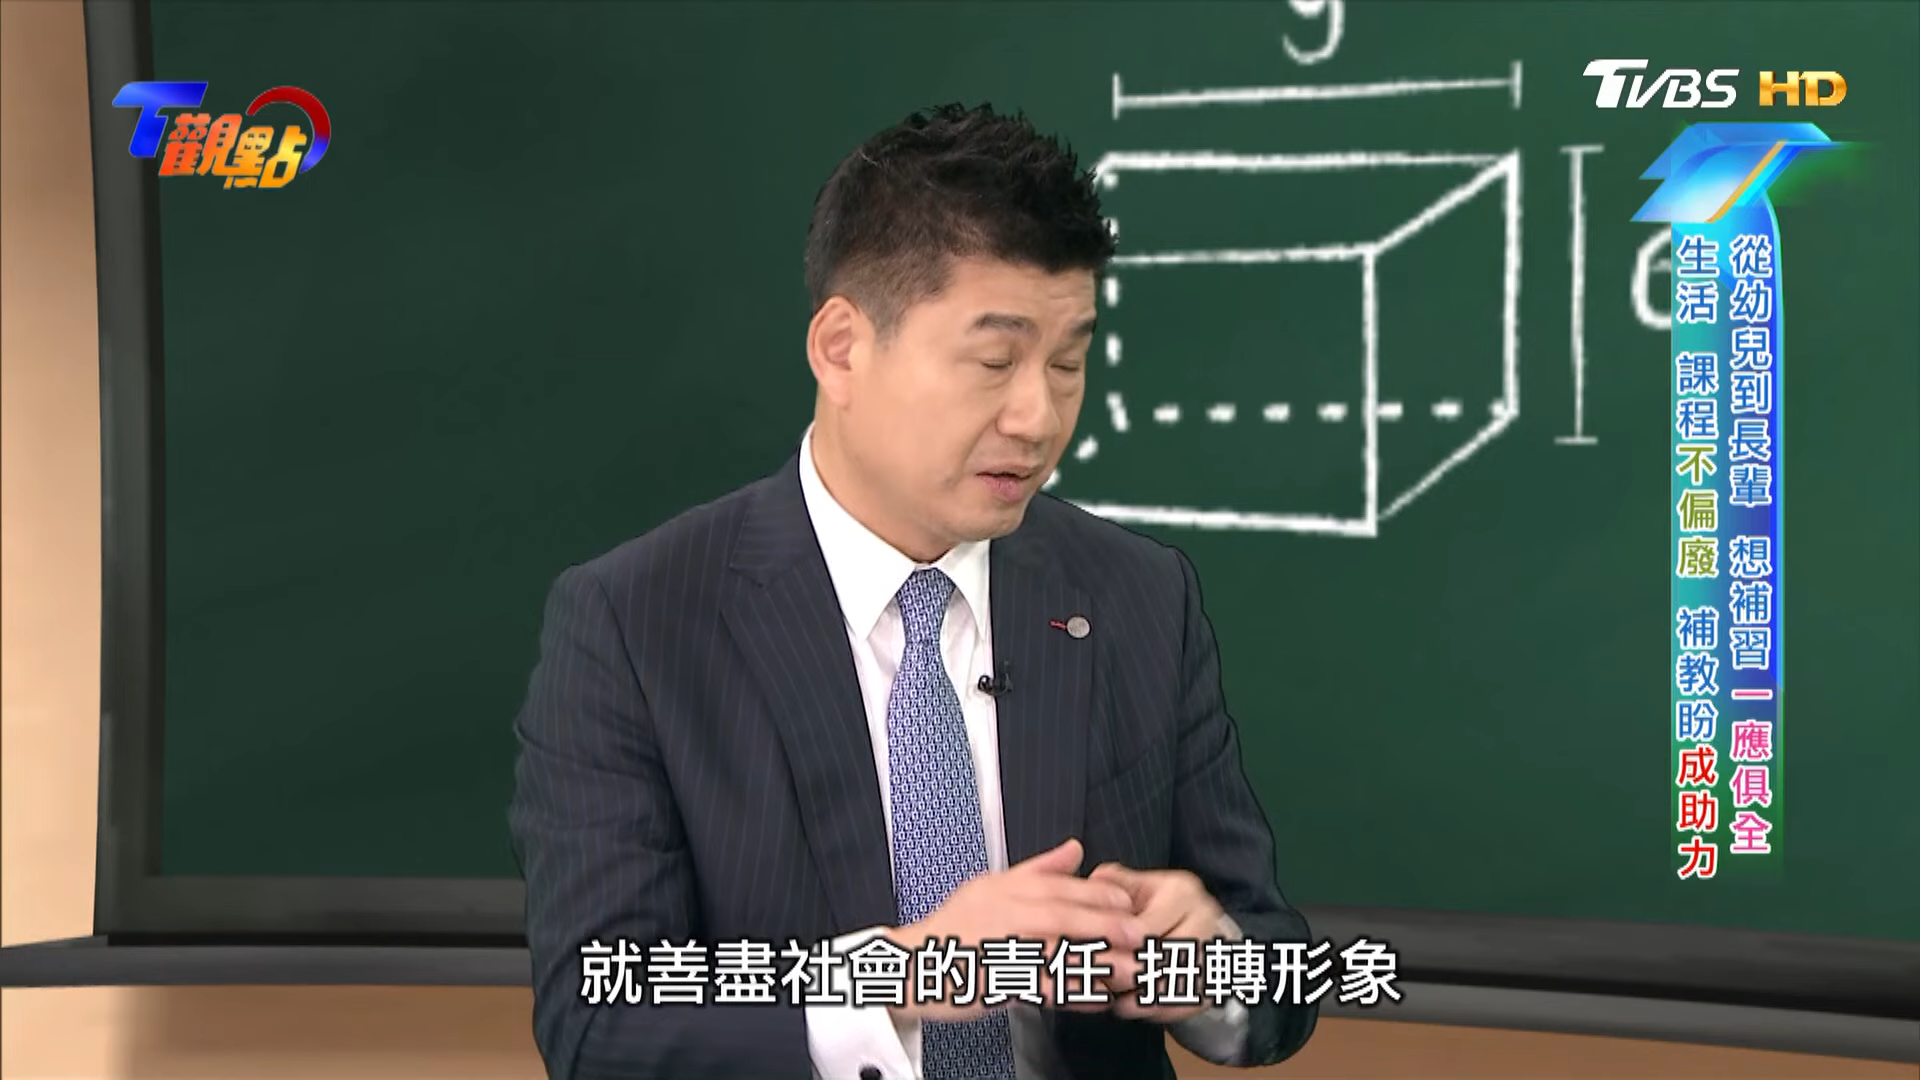 T觀點
TVBS HD
9
6
從幼兒到長輩 想補習一應俱全
生活 課程不偏廢 補教盼成助力
就善盡社會的責任 扭轉形象